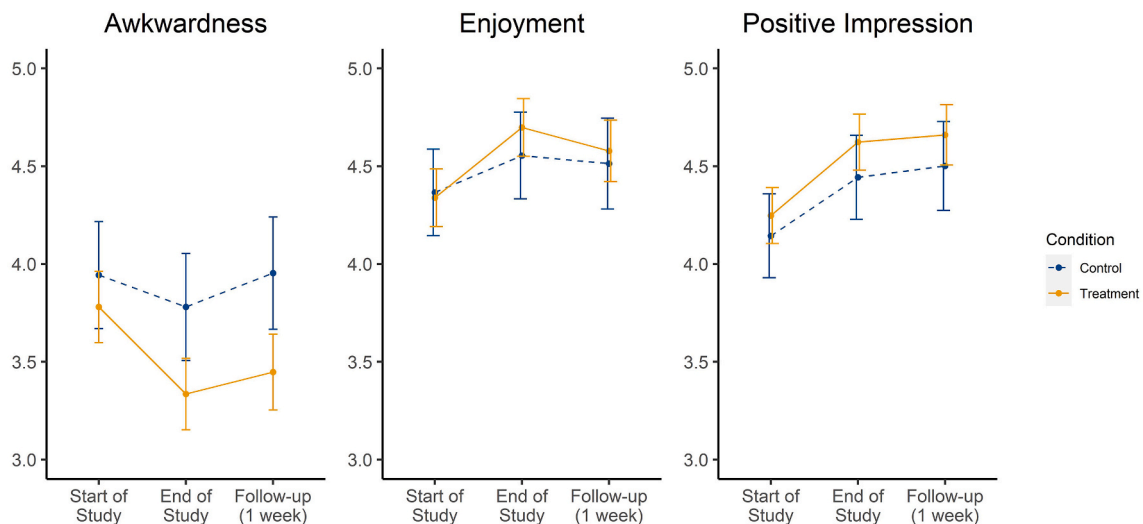 Awkwardness
Enjoyment
Positive Impression
5.0
4.5
4.0
3.5
3.0
Start of
Study
End of
Study
Follow-up
(1 week)
5.0
4.5
4.0
3.5
3.0
Start of
Study
End of
Study
Follow-up
(1 week)
5.0
4.5
4.0
3.5
3.0
Start of
Study
End of
Study
Follow-up
(1 week)
Condition
Control
Treatment